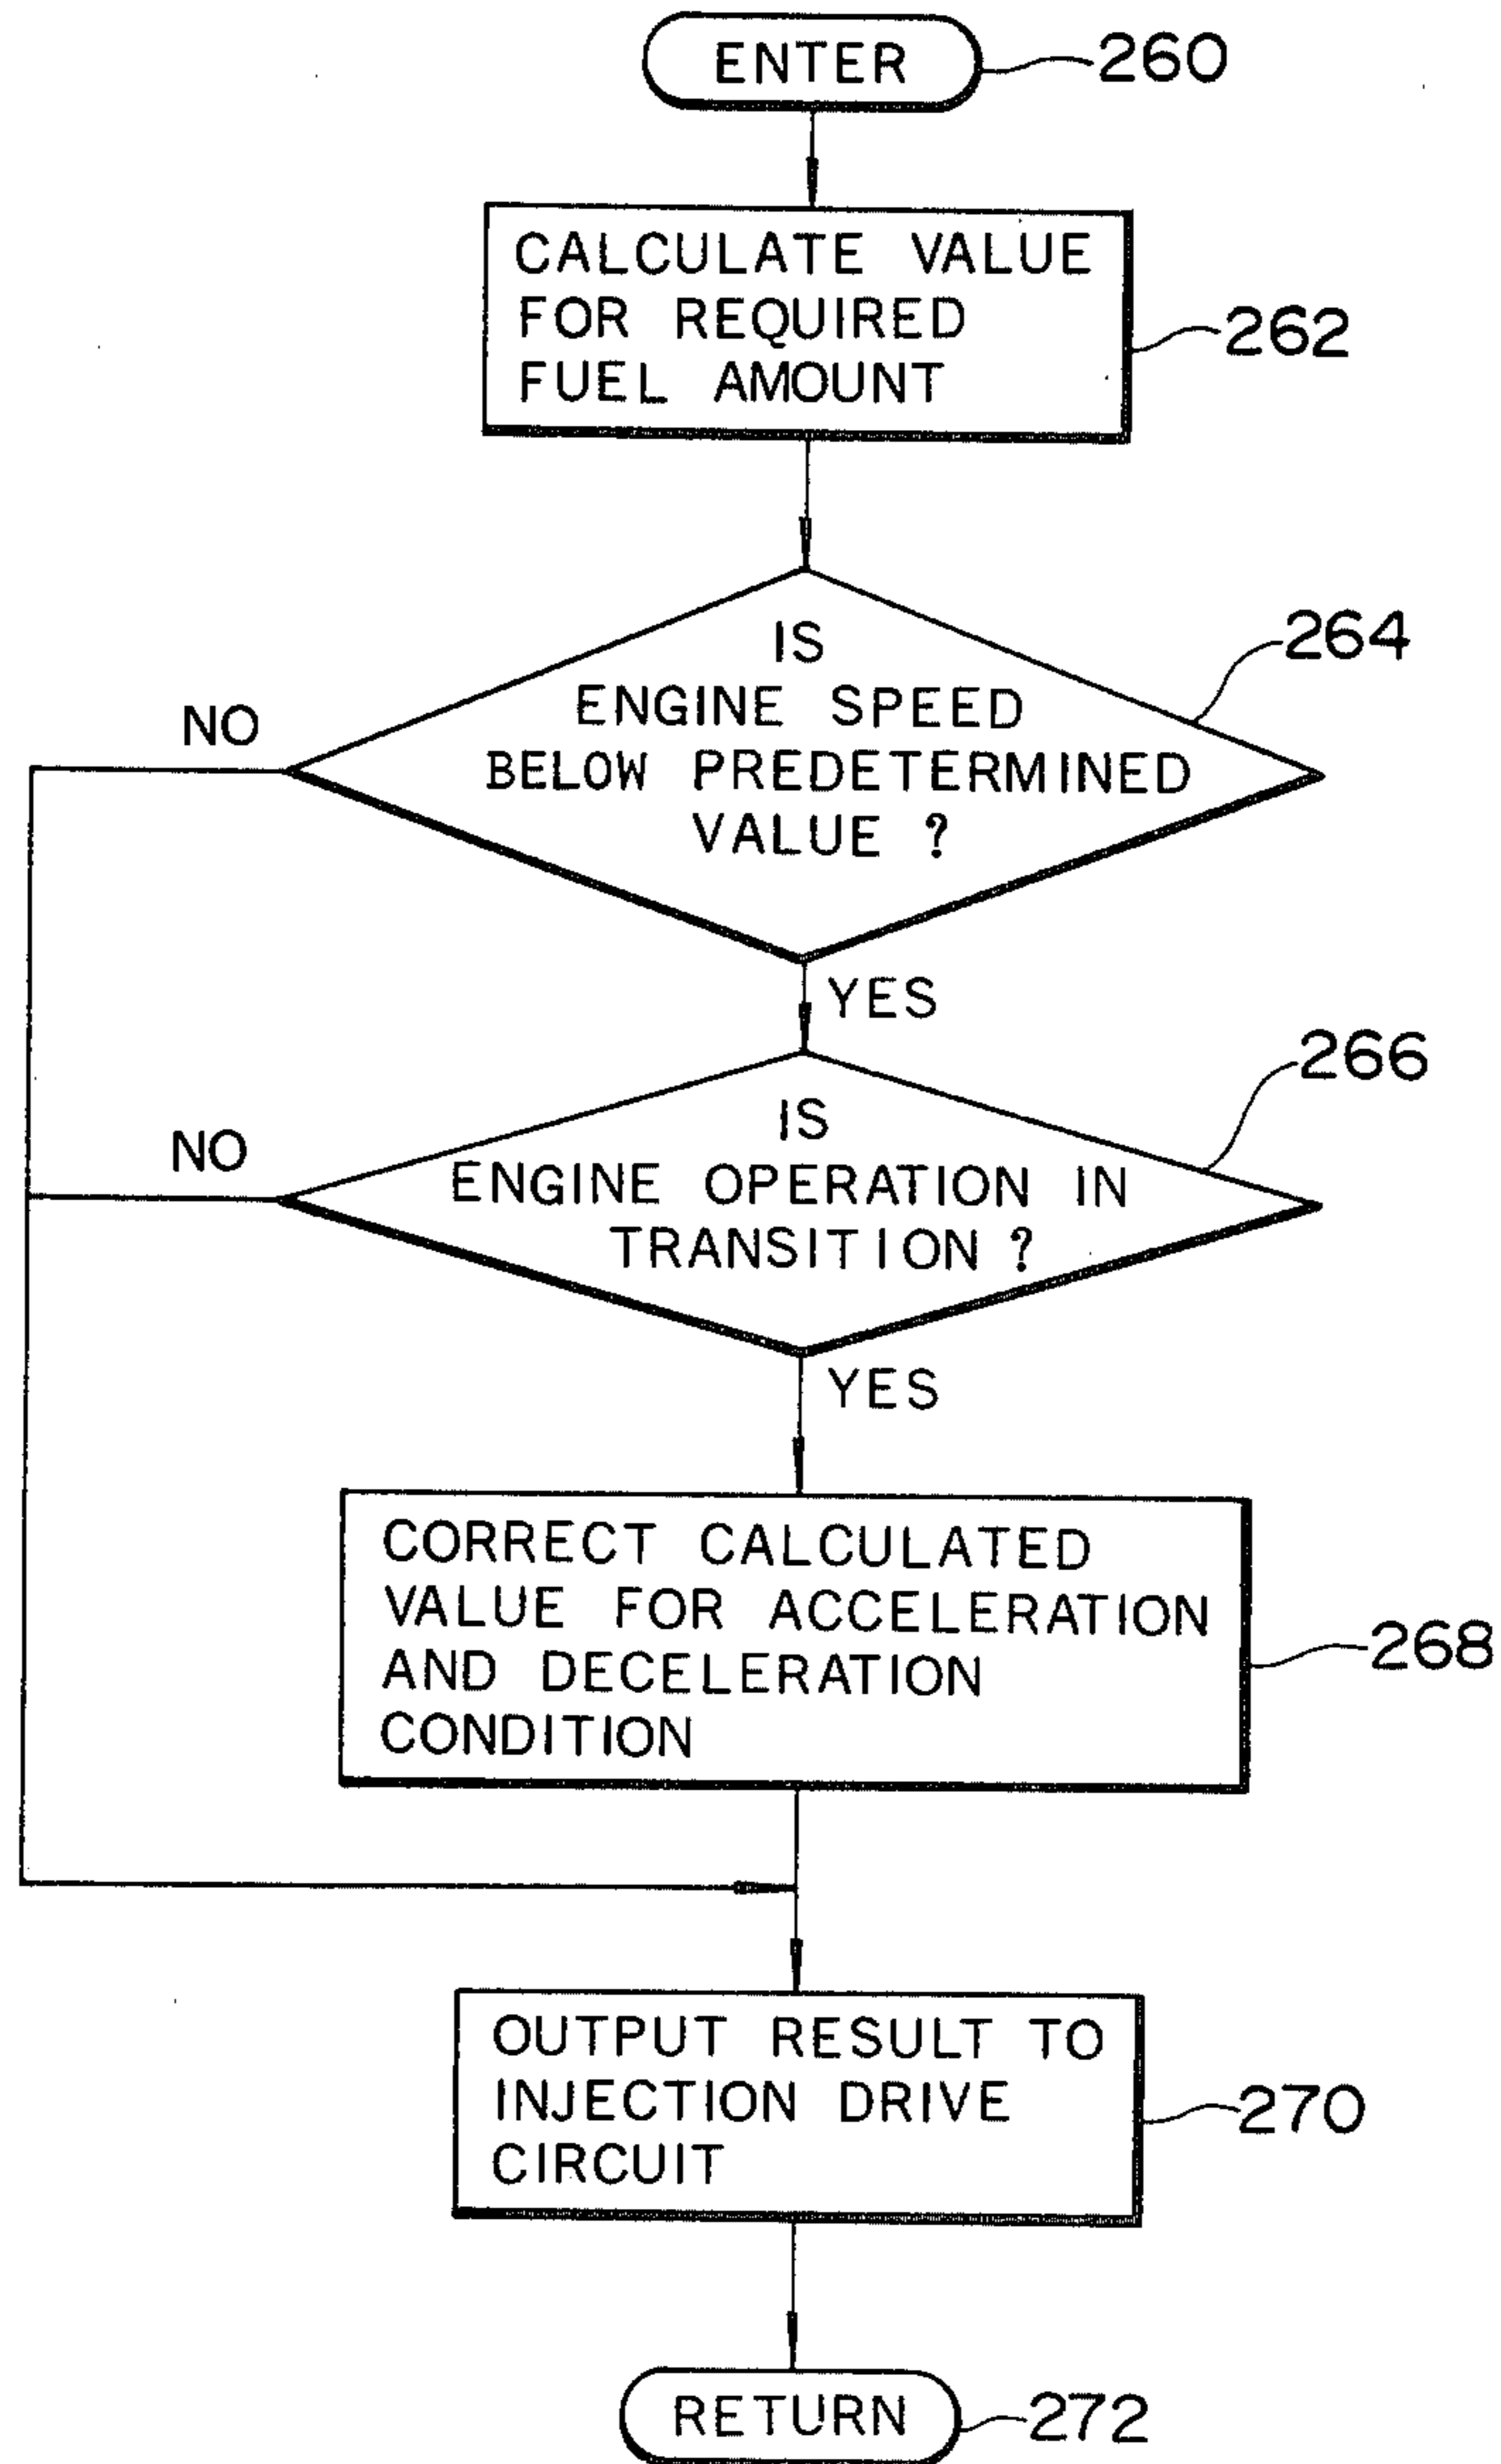 ENTER
260
CALCULATE VALUE
FOR REQUIRED
FUEL AMOUNT
262
IS
ENGINE SPEED
BELOW PREDETERMINED
VALUE ?
264
NO
YES
IS
ENGINE OPERATION IN
TRANSITION ?
266
NO
YES
CORRECT CALCULATED
VALUE FOR ACCELERATION
AND DECELERATION
CONDITION
268
OUTPUT RESULT TO
INJECTION DRIVE
CIRCUIT
270
RETURN
272